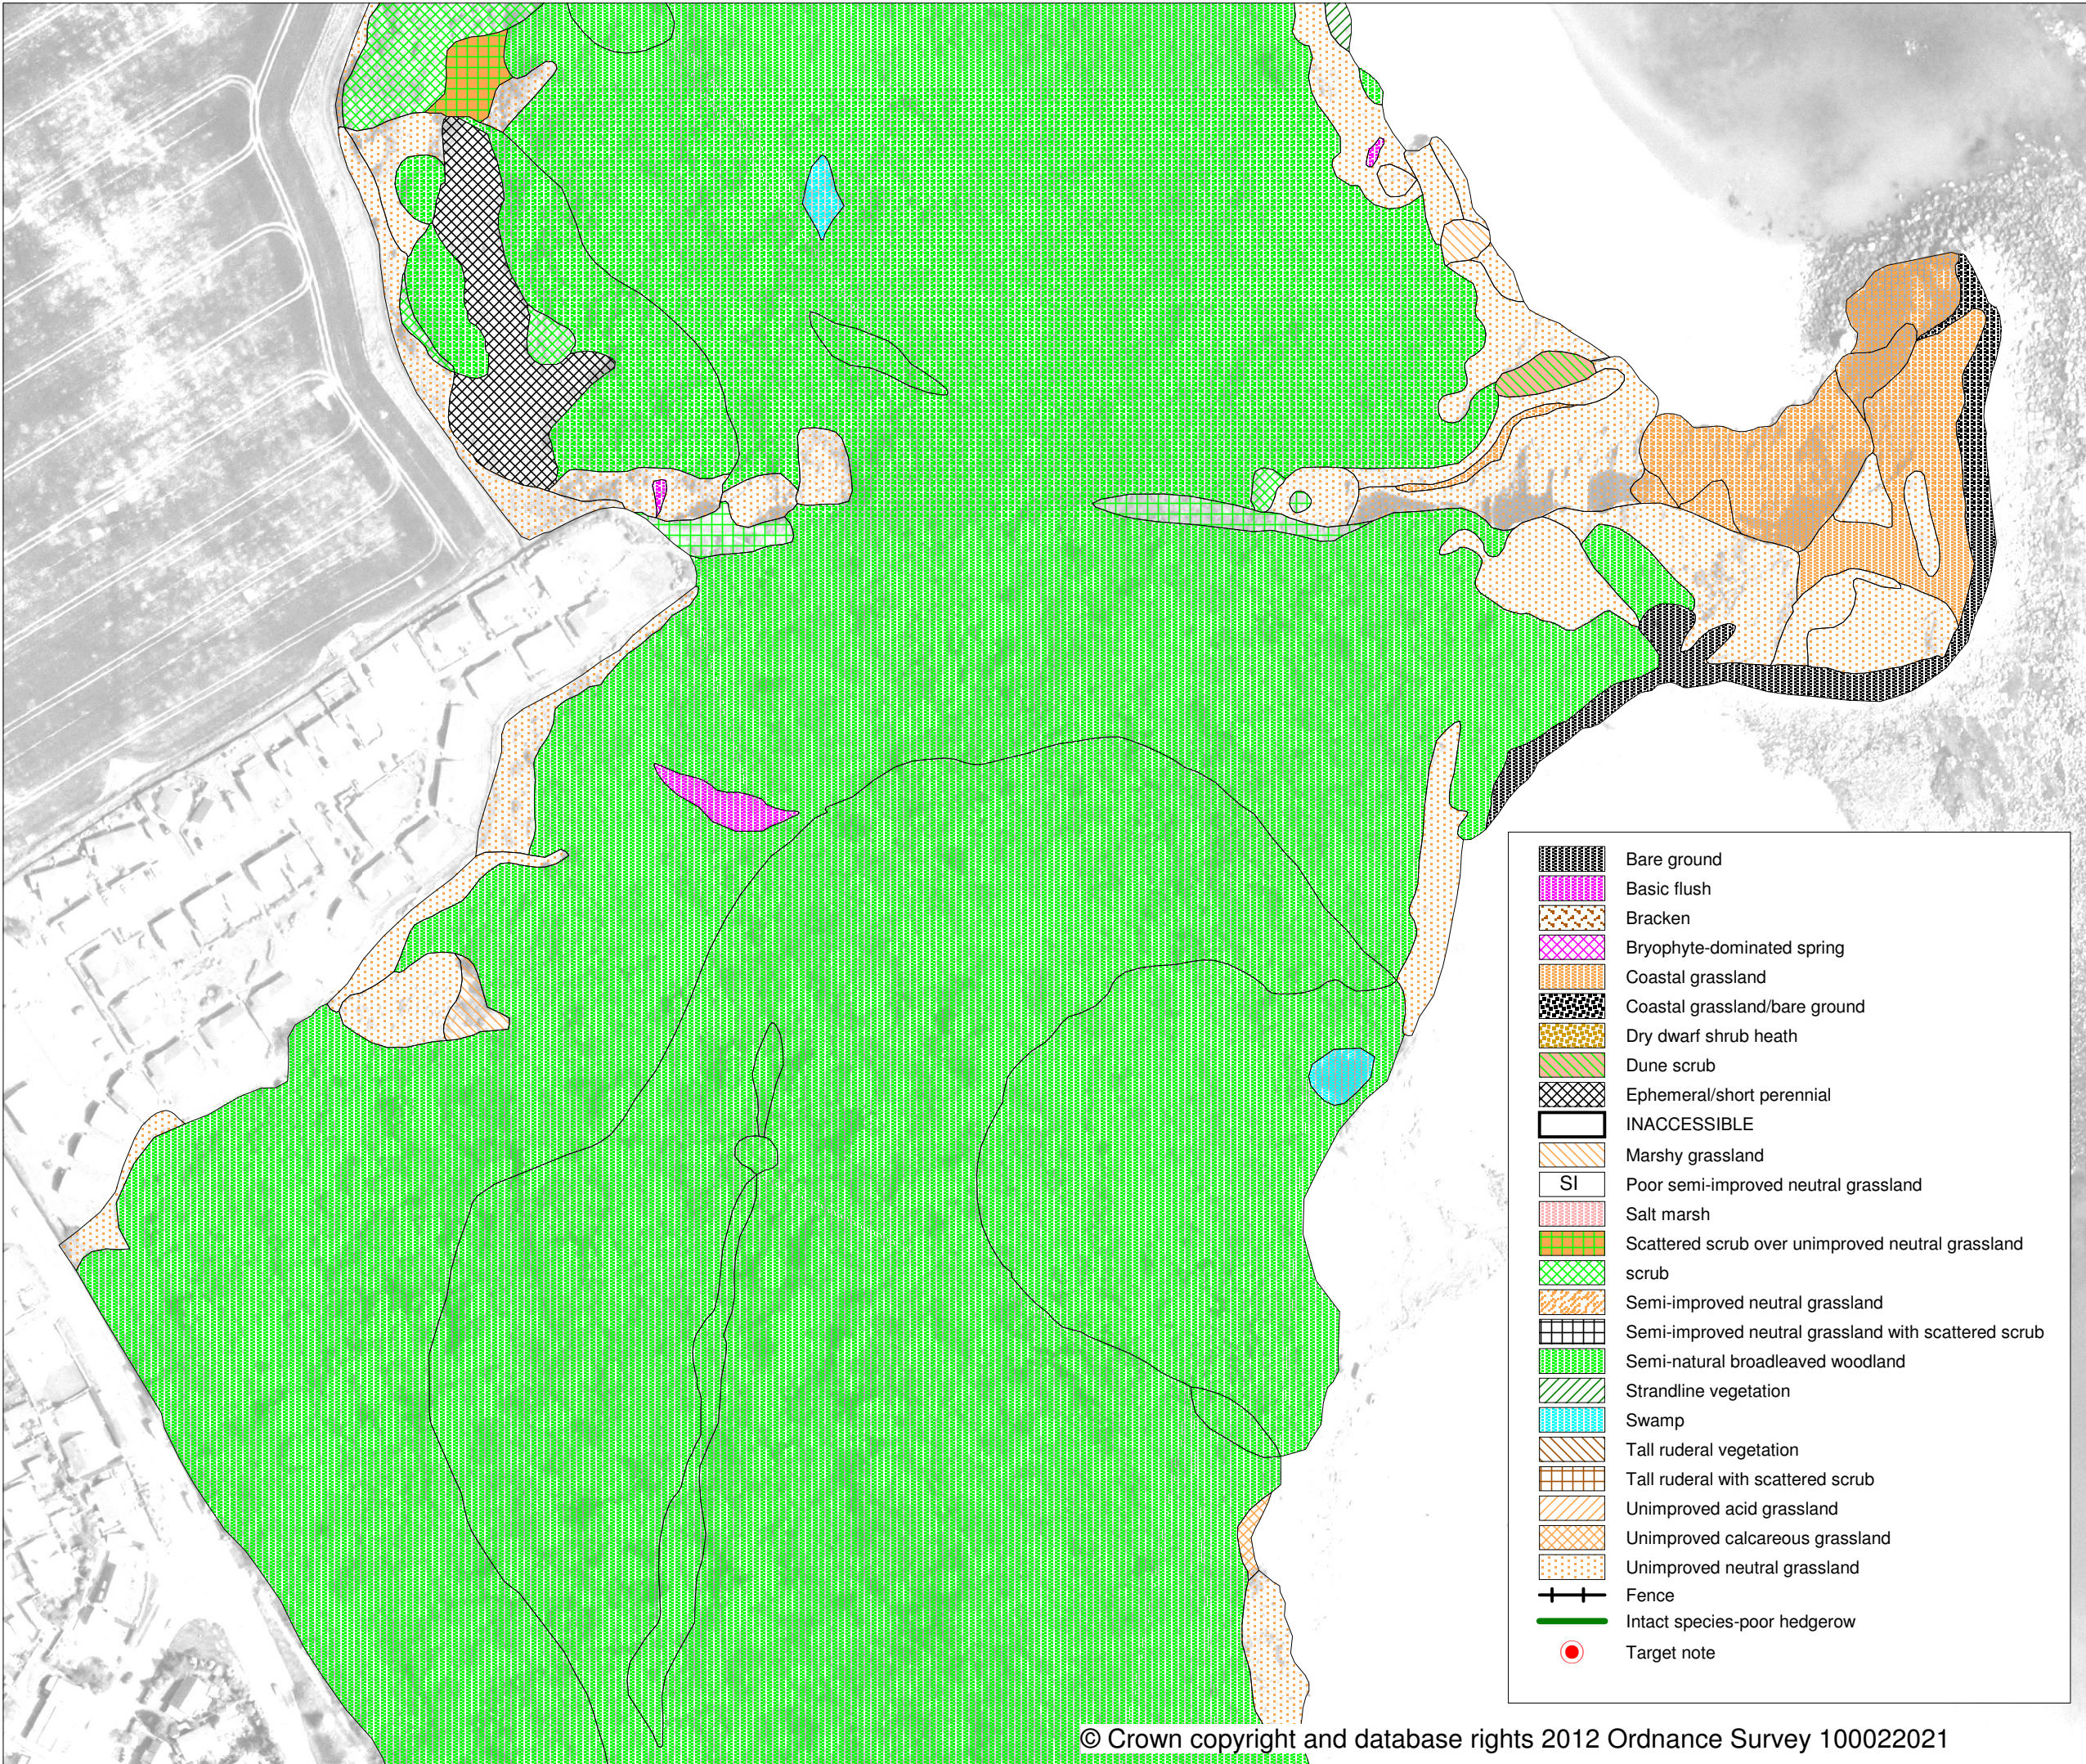 Bare ground
Basic flush
Bracken
Bryophyte-dominated spring
Coastal grassland
Coastal grassland/bare ground
Dry dwarf shrub heath
Dune scrub
Ephemeral/short perennial
INACCESSIBLE
Marshy grassland
SI Poor semi-improved neutral grassland
Salt marsh
Scattered scrub over unimproved neutral grassland
scrub
Semi-improved neutral grassland
Semi-improved neutral grassland with scattered scrub
Semi-natural broadleaved woodland
Strandline vegetation
Swamp
Tall ruderal vegetation
Tall ruderal with scattered scrub
Unimproved acid grassland
Unimproved calcareous grassland
Unimproved neutral grassland
Fence
Intact species-poor hedgerow
Target note
© Crown copyright and database rights 2012 Ordnance Survey 100022021